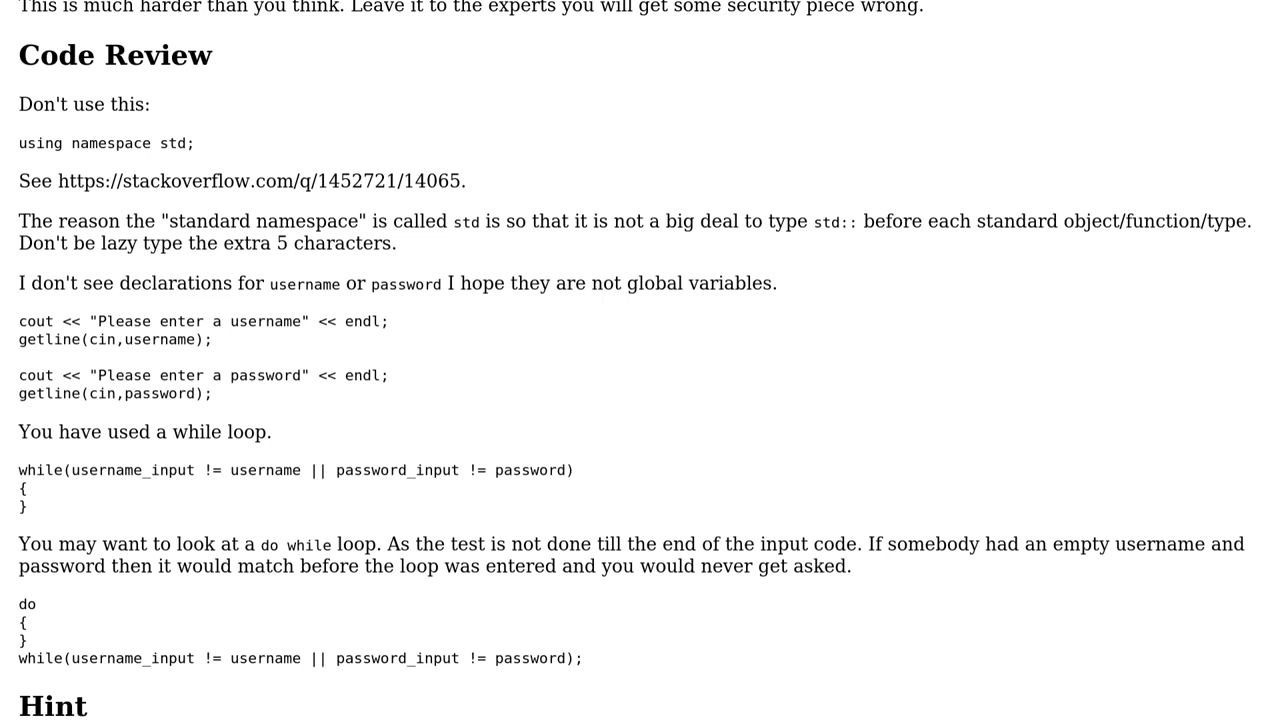 This is much harder than you think. Leave it to the experts you will get some security piece wrong.
Code Review
Don't use this:
using namespace std;
See https://stackoverflow.com/q/1452721/14065.
The reason the "standard namespace" is called std is so that it is not a big deal to type std:: before each standard object/function/type.
Don't be lazy type the extra 5 characters.
I don't see declarations for username or password I hope they are not global variables.
cout << "Please enter a username" << endl;
getline(cin,username);
cout << "Please enter a password" << endl;
getline(cin,password);
You have used a while loop.
while(username_input != username || password_input != password)
{
}
You may want to look at a do while loop. As the test is not done till the end of the input code. If somebody had an empty username and
password then it would match before the loop was entered and you would never get asked.
do
{
}
while(username_input != username || password_input != password);
Hint